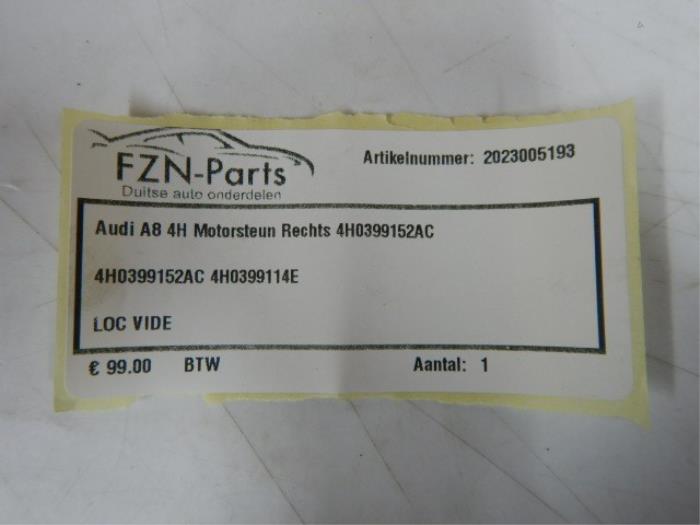 FZN-Parts
Duitse auto onderdelen
Artikelnummer: 2023005193
Audi A8 4H Motorsteun Rechts 4H0399152AC
4H0399152AC 4H0399114E
LOC VIDE
€ 99.00 BTW Aantal: 1